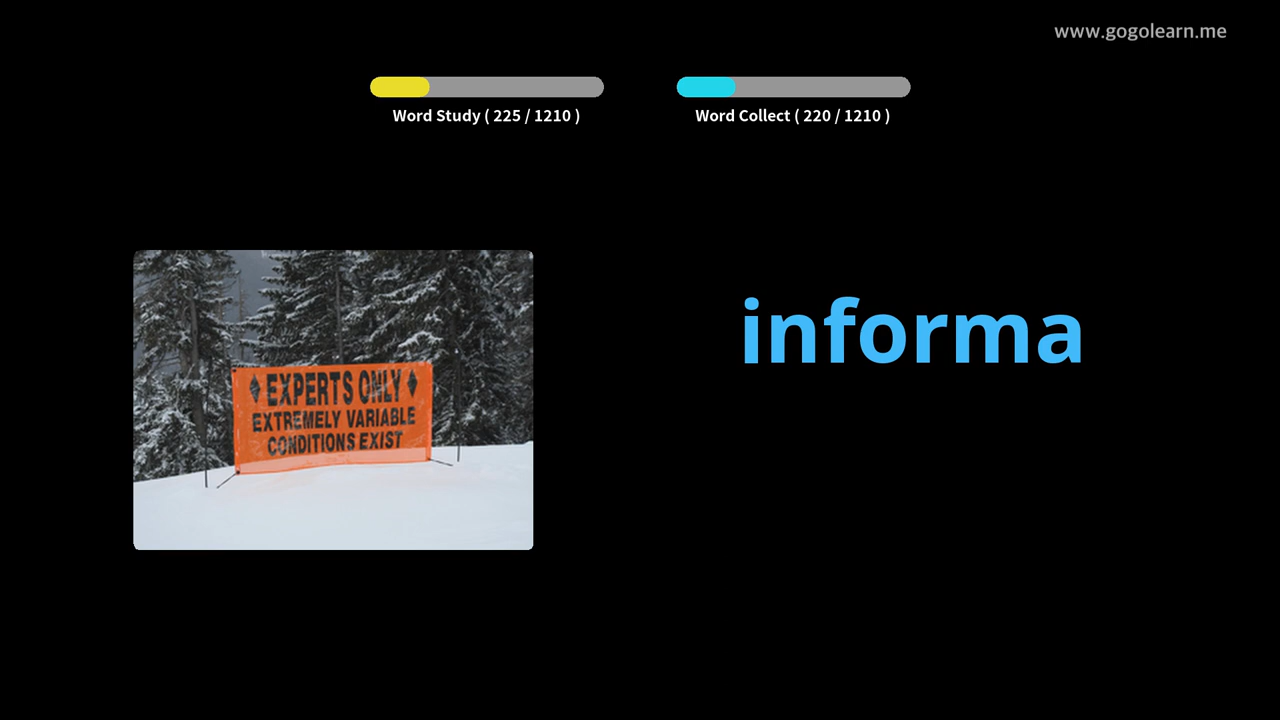 www.gogolearn.me
Word Study ( 225 / 1210 )
Word Collect ( 220 / 1210 )
EXPERTS ONLY
EXTREMELY VARIABLE
CONDITIONS EXIST
informa